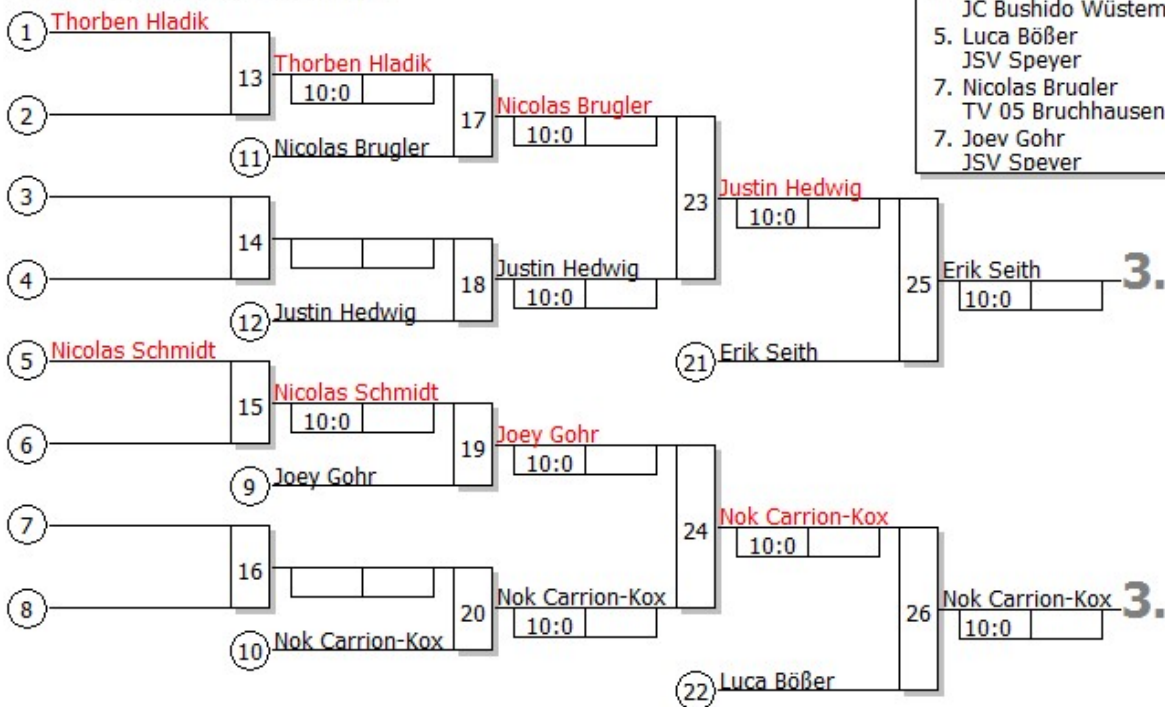 JC Bushido Wüstem
5. Luca Bößer
JSV Speyer
7. Nicolas Brugler
TV 05 Bruchhausen
7. Joey Gohr
JSV Speyer
1 Thorben Hladik
13 Thorben Hladik
10:0
2
17 Nicolas Brugler
10:0
11 Nicolas Brugler
3
23 Justin Hedwig
10:0
14
4
18 Justin Hedwig
10:0
12 Justin Hedwig
25 Erik Seith 3.
10:0
5 Nicolas Schmidt
21 Erik Seith
15 Nicolas Schmidt
10:0
6
19 Joey Gohr
10:0
9 Joey Gohr
7
24 Nok Carrion-Kox
10:0
16
8
20 Nok Carrion-Kox
10:0
10 Nok Carrion-Kox
26 Nok Carrion-Kox 3.
10:0
22 Luca Bößer